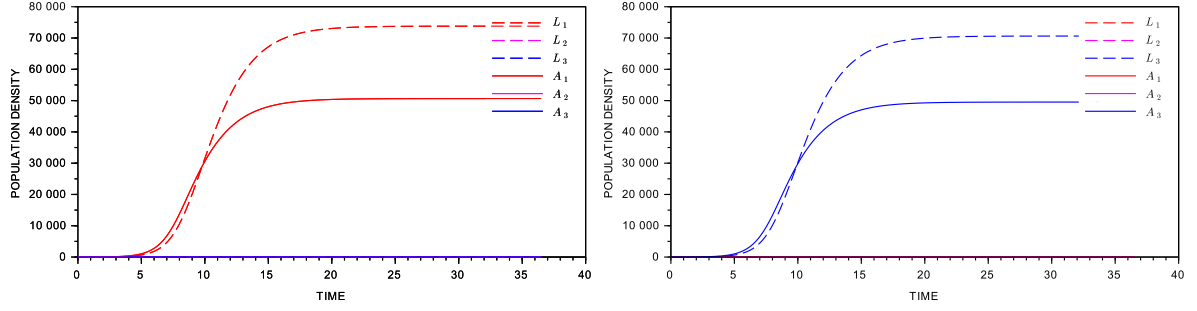 80 000
70 000
60 000
50 000
40 000
30 000
20 000
10 000
0
POPULATION DENSITY
0 5 10 15 20 25 30 35 40
TIME
L1
L2
L3
A1
A2
A3
80 000
70 000
60 000
50 000
40 000
30 000
20 000
10 000
0
POPULATION DENSITY
0 5 10 15 20 25 30 35 40
TIME
L1
L2
L3
A1
A2
A3